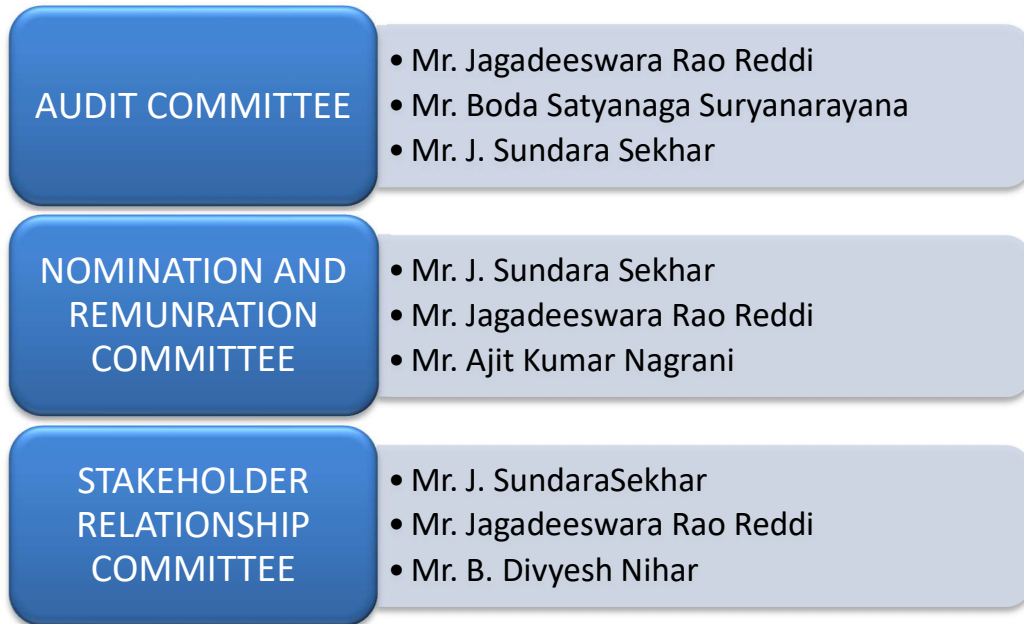 AUDIT COMMITTEE
• Mr. Jagadeeswara Rao Reddi
• Mr. Boda Satyanaga Suryanarayana
• Mr. J. Sundara Sekhar
NOMINATION AND
REMUNRATION
COMMITTEE
• Mr. J. Sundara Sekhar
• Mr. Jagadeeswara Rao Reddi
• Mr. Ajit Kumar Nagrani
STAKEHOLDER
RELATIONSHIP
COMMITTEE
• Mr. J. SundaraSekhar
• Mr. Jagadeeswara Rao Reddi
• Mr. B. Divyesh Nihar